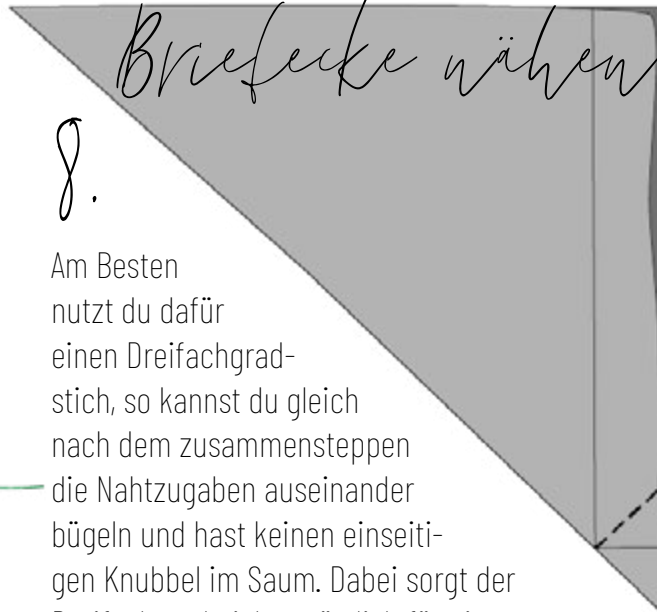 Briefecke nähen
8.
Am Besten
nutzt du dafür
einen Dreifachgrad-
stich, so kannst du gleich
nach dem zusammensteppen
die Nahtzugaben auseinander
bügeln und hast keinen einseiti-
gen Knubbel im Saum. Dabei sorgt der